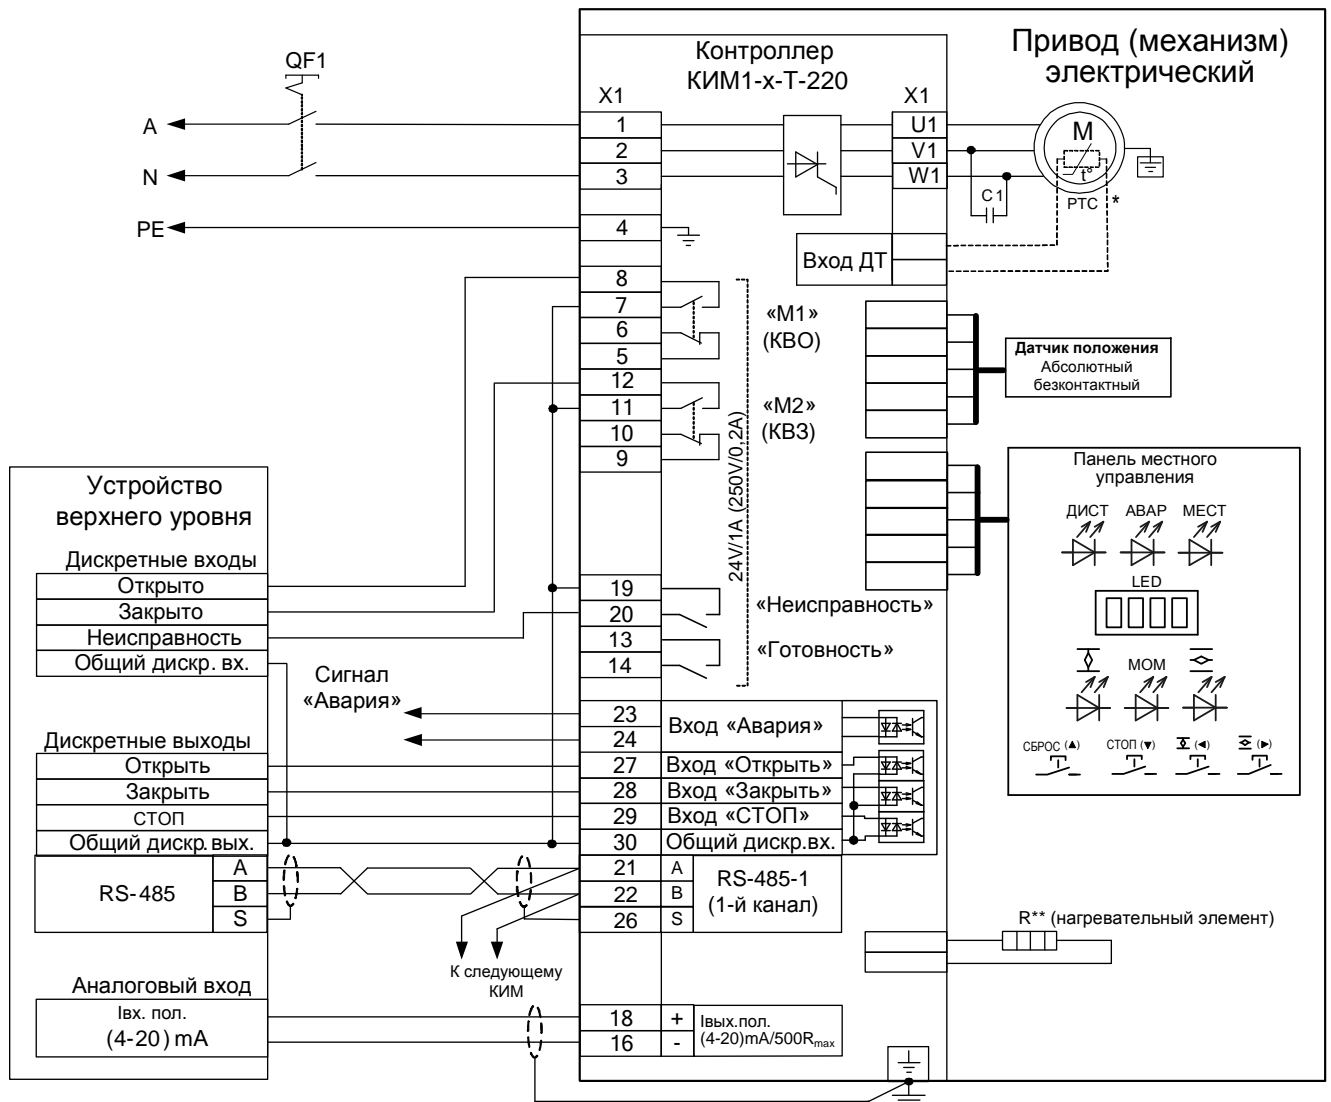 QF1
A
N
PE
Контроллер
КИМ1-х-Т-220
Привод (механизм)
электрический
X1
X1
1
2
3
4
U1
V1
W1
M
t°
PTC
*
C1
Вход ДТ
8
7
6
5
12
11
10
9
«М1»
(КВО)
«М2»
(КВЗ)
24V/1A (250V/0,2A)
Датчик положения
Абсолютный
бесконтактный
Панель местного
управления
ДИСТ АВАР МЕСТ
LED
МОМ
СБРОС (▲) СТОП (▼) (◄) (►)
Устройство
верхнего уровня
Дискретные входы
Открыто
Закрыто
Неисправность
Общий дискр. вх.
19
20
13
14
«Неисправность»
«Готовность»
Сигнал
«Авария»
23
24
Вход «Авария»
Дискретные выходы
Открыть
Закрыть
СТОП
Общий дискр. вых.
27 Вход «Открыть»
28 Вход «Закрыть»
29 Вход «СТОП»
30 Общий дискр.вх.
RS-485
A
B
S
21 A
22 B
26 S
RS-485-1
(1-й канал)
К следующему
КИМ
R** (нагревательный элемент)
Аналоговый вход
Iвх. пол.
(4-20) mA
18 +
16 -
Iвых.пол.
(4-20)mA/500Rmax